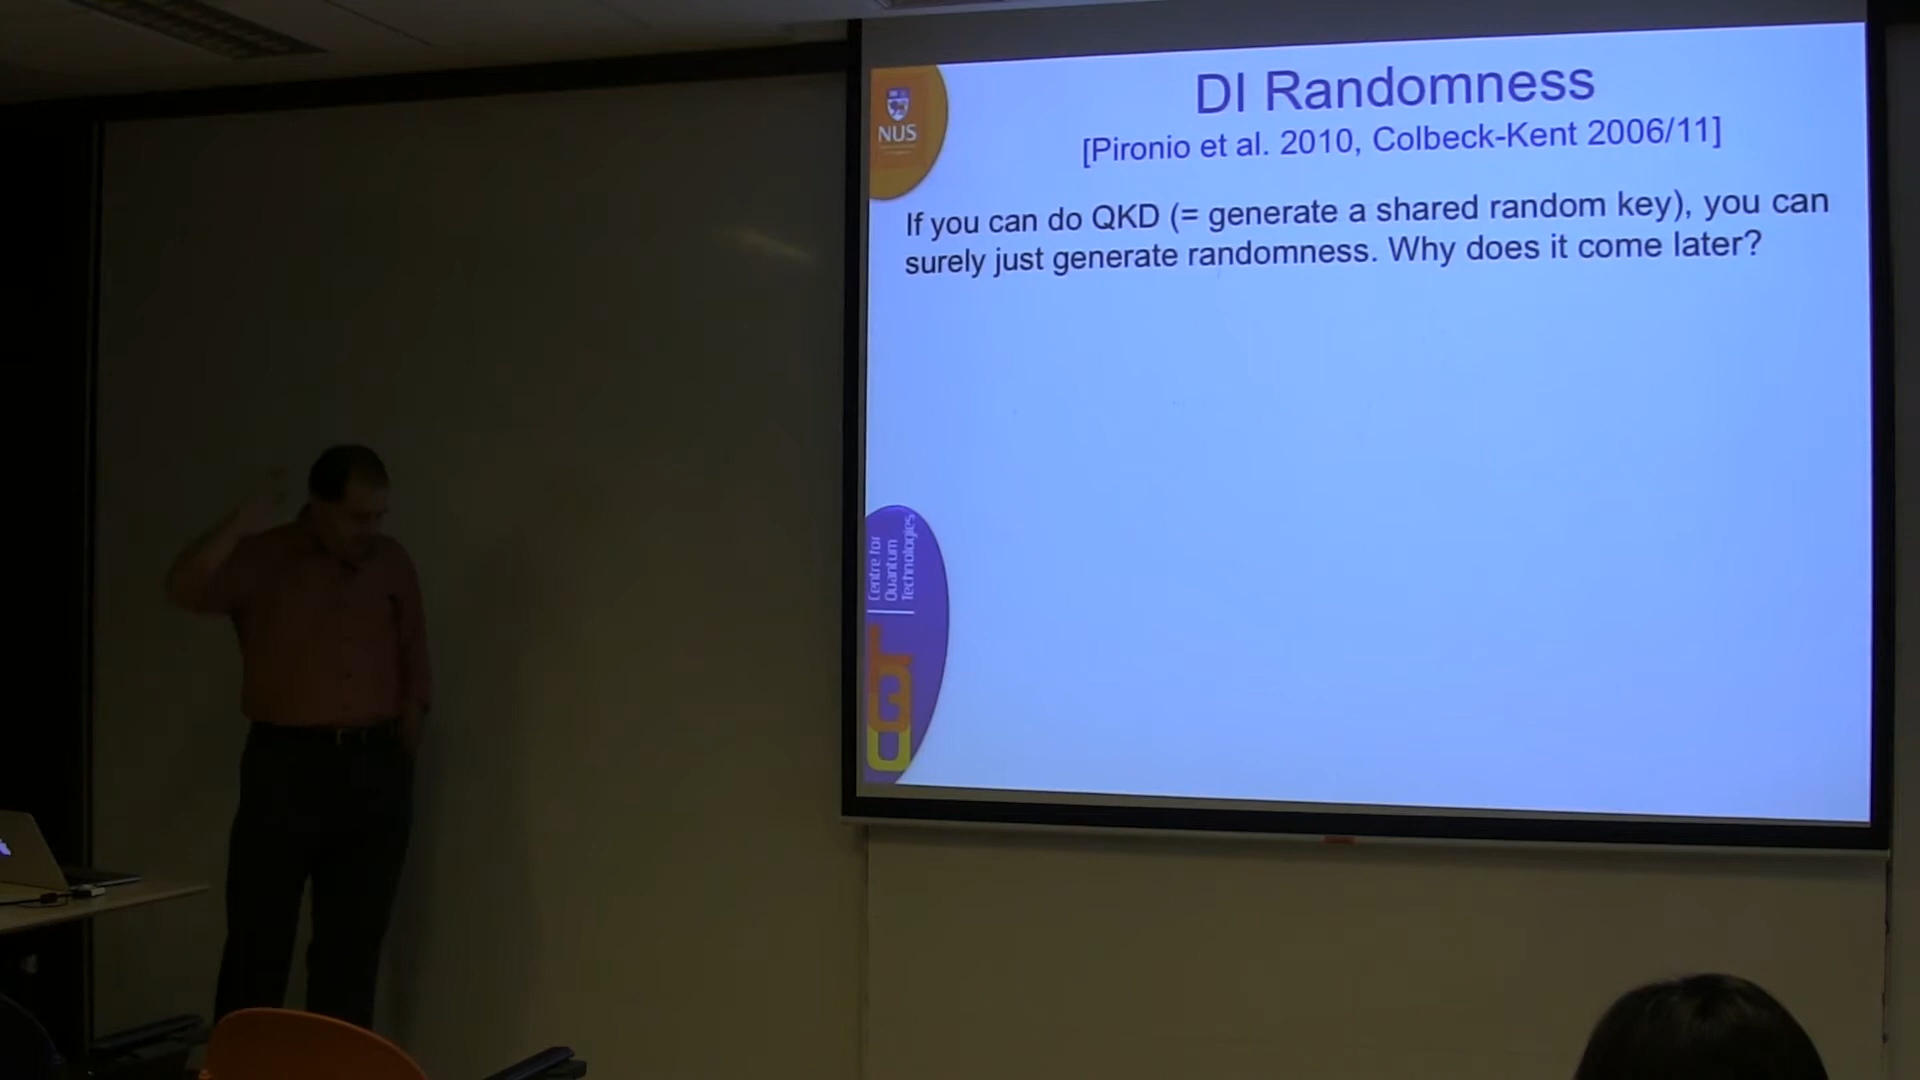 DI Randomness
[Pironio et al. 2010, Colbeck-Kent 2006/11]
NUS
If you can do QKD (= generate a shared random key), you can
surely just generate randomness. Why does it come later?
Centre for
Quantum
Technologies